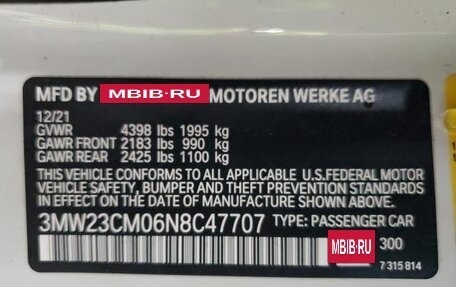 MFD BY MBIB.RU MOTOREN WERKE AG
12/21
GVWR 4398 lbs 1995 kg
GAWR FRONT 2183 lbs 990 kg
GAWR REAR 2425 lbs 1100 kg
THIS VEHICLE CONFORMS TO ALL APPLICABLE U.S.FEDERAL MOTOR
VEHICLE SAFETY, BUMPER AND THEFT PREVENTION STANDARDS IN
EFFECT ON THE DATE OF MANUFACTURE SHOWN ABOVE.
3MW23CM06N8C47707 TYPE: PASSENGER CAR
MBIB.RU 300
7 315 814